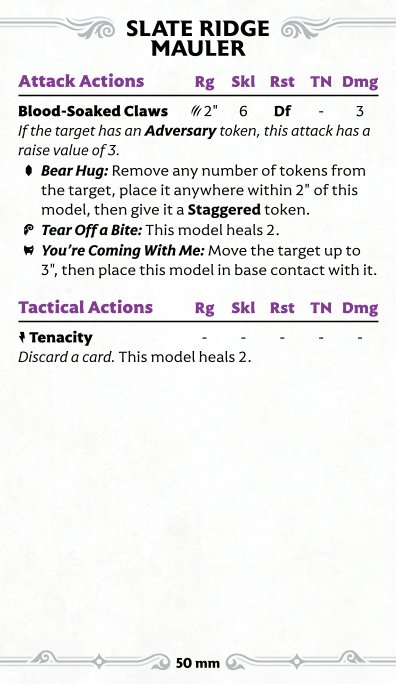 SLATE RIDGE
MAULER
Attack Actions Rg Skl Rst TN Dmg
Blood-Soaked Claws 2" 6 Df - 3
If the target has an Adversary token, this attack has a
raise value of 3.
Bear Hug: Remove any number of tokens from
the target, place it anywhere within 2" of this
model, then give it a Staggered token.
Tear Off a Bite: This model heals 2.
You're Coming With Me: Move the target up to
3", then place this model in base contact with it.
Tactical Actions Rg Skl Rst TN Dmg
Tenacity - - - - -
Discard a card. This model heals 2.
50 mm